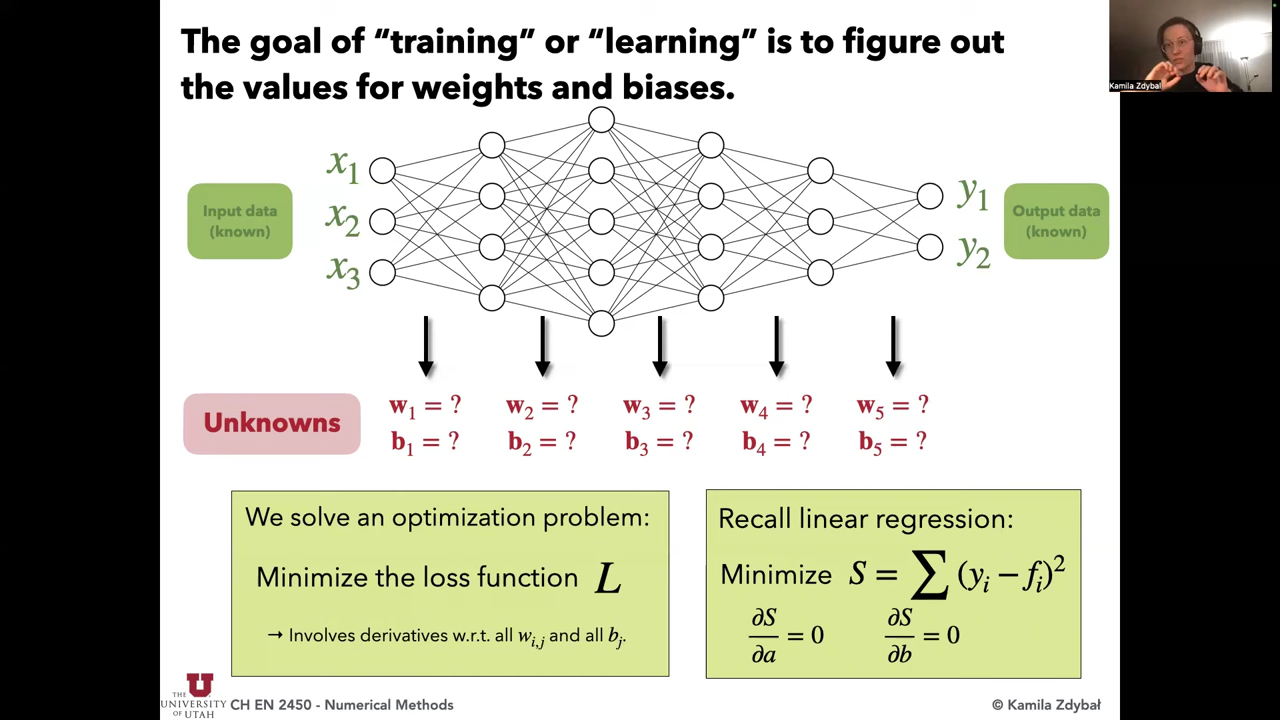 The goal of “training” or “learning” is to figure out
the values for weights and biases.
Kamila Zdybał
x₁
x₂
x₃
Input data
(known)
y₁
y₂
Output data
(known)
Unknowns
w₁ = ?
b₁ = ?
w₂ = ?
b₂ = ?
w₃ = ?
b₃ = ?
w₄ = ?
b₄ = ?
w₅ = ?
b₅ = ?
We solve an optimization problem:
Minimize the loss function L
→ Involves derivatives w.r.t. all wᵢ,ⱼ and all bⱼ.
Recall linear regression:
Minimize S = ∑ (yᵢ − fᵢ)²
∂S/∂a = 0 ∂S/∂b = 0
THE
UNIVERSITY
OF UTAH
CH EN 2450 - Numerical Methods
© Kamila Zdybał